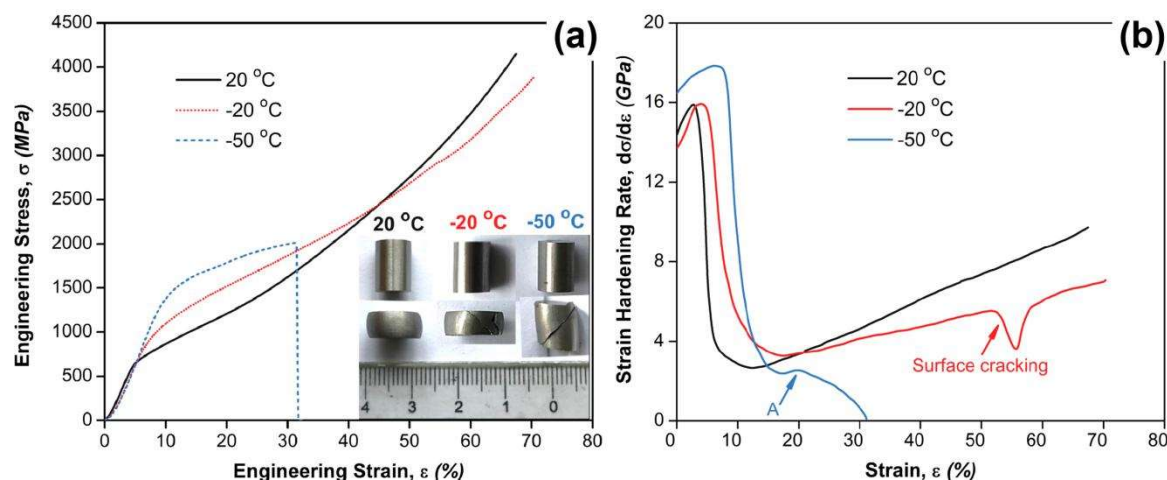 (a)
4500
4000
3500
3000
2500
2000
1500
1000
500
0
Engineering Stress, σ (MPa)
20 °C
-20 °C
-50 °C
20 °C -20 °C -50 °C
4 3 2 1 0
0 10 20 30 40 50 60 70 80
Engineering Strain, ε (%)
(b)
20
16
12
8
4
0
Strain Hardening Rate, dσ/dε (GPa)
20 °C
-20 °C
-50 °C
Surface cracking
A
0 10 20 30 40 50 60 70 80
Strain, ε (%)